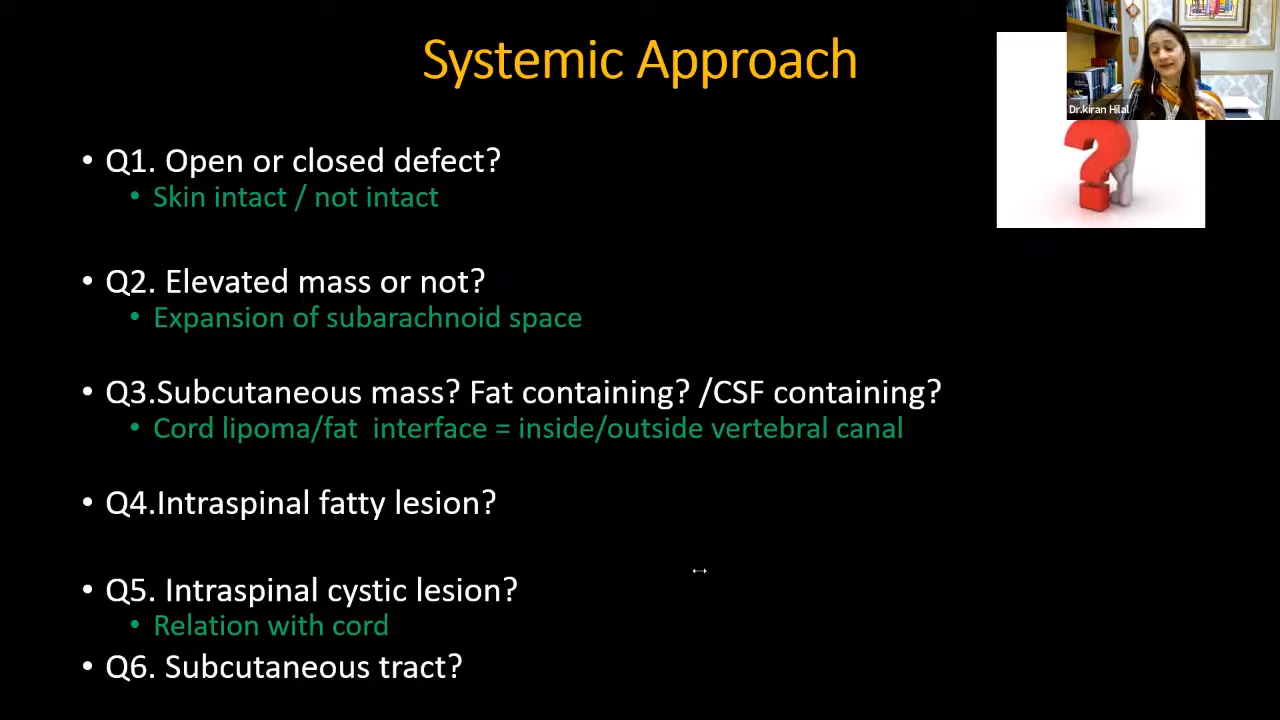 Systemic Approach
Dr.kiran Hilal
• Q1. Open or closed defect?
• Skin intact / not intact
• Q2. Elevated mass or not?
• Expansion of subarachnoid space
• Q3.Subcutaneous mass? Fat containing? /CSF containing?
• Cord lipoma/fat interface = inside/outside vertebral canal
• Q4.Intraspinal fatty lesion?
• Q5. Intraspinal cystic lesion?
• Relation with cord
• Q6. Subcutaneous tract?